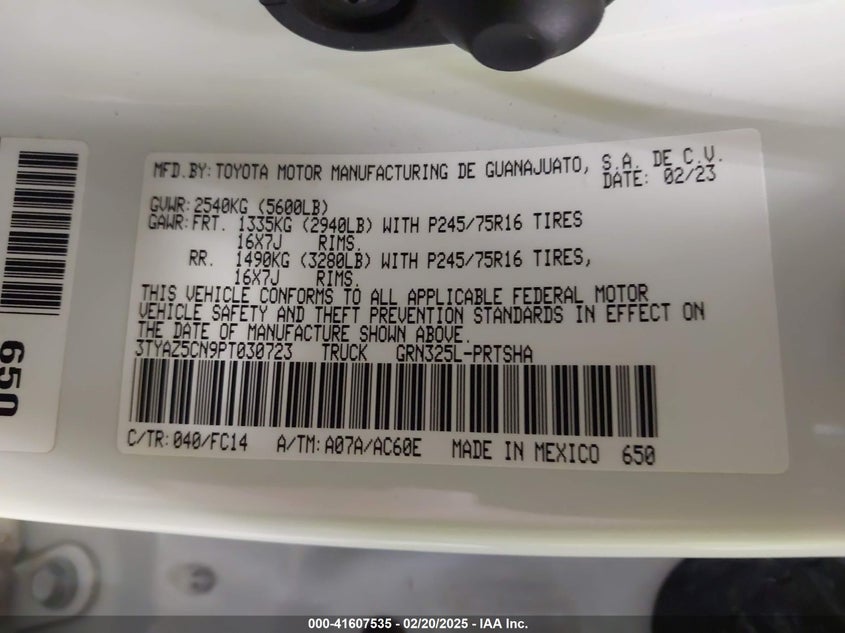 MFD.BY: TOYOTA MOTOR MANUFACTURING DE GUANAJUATO, S.A. DE C.V.
DATE: 02/23
GVWR: 2540KG (5600LB)
GAWR: FRT. 1335KG (2940LB) WITH P245/75R16 TIRES
16X7J RIMS.
RR. 1490KG (3280LB) WITH P245/75R16 TIRES,
16X7J RIMS.
THIS VEHICLE CONFORMS TO ALL APPLICABLE FEDERAL MOTOR
VEHICLE SAFETY AND THEFT PREVENTION STANDARDS IN EFFECT ON
THE DATE OF MANUFACTURE SHOWN ABOVE.
3TYAZ5CN9PT030723 TRUCK GRN325L-PRTSHA
C/TR: 040/FC14 A/TM: A07A/AC60E MADE IN MEXICO 650
650
000-41607535 - 02/20/2025 - IAA Inc.